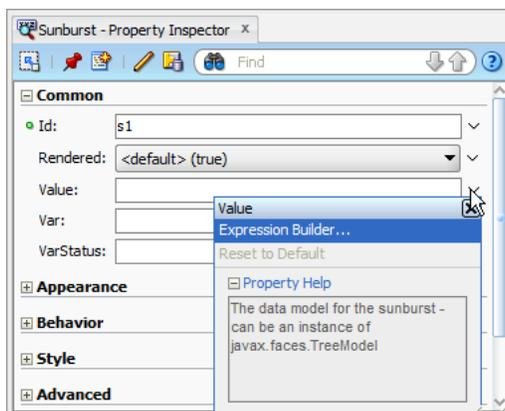 Sunburst - Property Inspector x
Find
Common
Id: s1
Rendered: <default> (true)
Value:
Var:
VarStatus:
Value
Expression Builder...
Reset to Default
Property Help
The data model for the sunburst -
can be an instance of
javax.faces.TreeModel
Appearance
Behavior
Style
Advanced